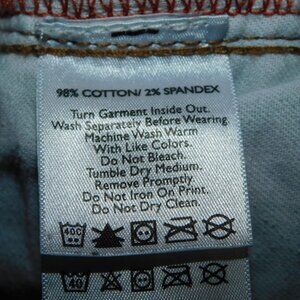 98% COTTON/ 2% SPANDEX
Turn Garment Inside Out.
Wash Separately Before Wearing.
Machine Wash Warm
With Like Colors.
Do Not Bleach.
Tumble Dry Medium.
Remove Promptly.
Do Not Iron On Print.
Do Not Dry Clean.